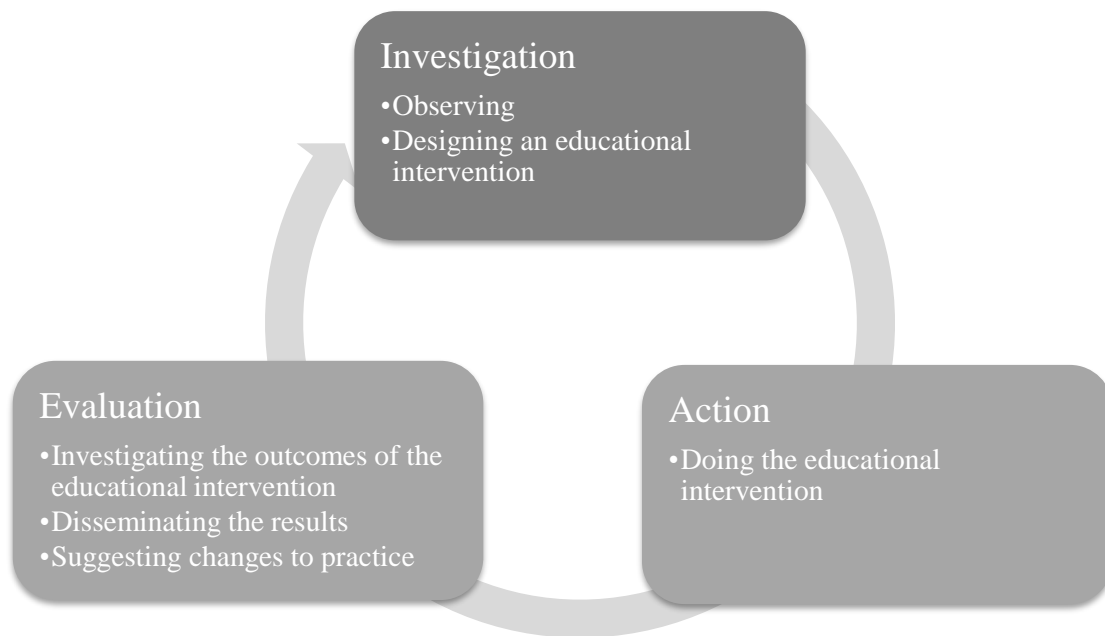 Investigation
•Observing
•Designing an educational
intervention
Evaluation
•Investigating the outcomes of the
educational intervention
•Disseminating the results
•Suggesting changes to practice
Action
•Doing the educational
intervention